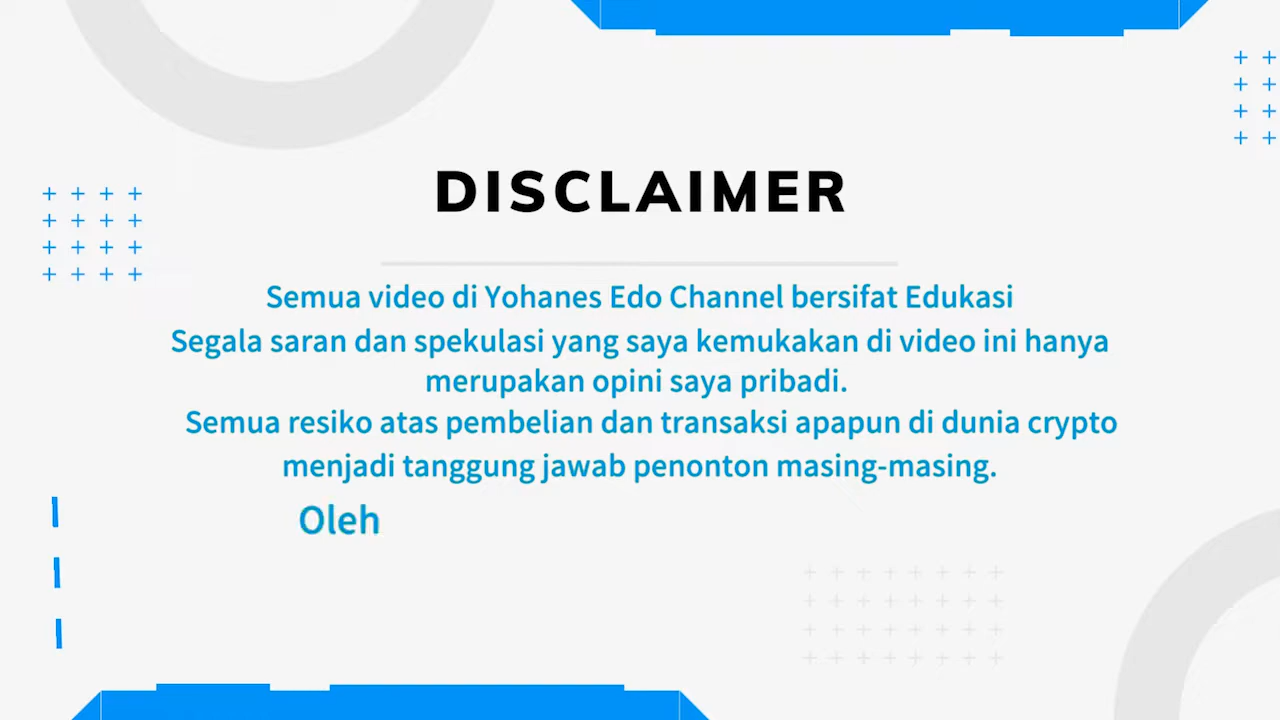 DISCLAIMER
Semua video di Yohanes Edo Channel bersifat Edukasi
Segala saran dan spekulasi yang saya kemukakan di video ini hanya
merupakan opini saya pribadi.
Semua resiko atas pembelian dan transaksi apapun di dunia crypto
menjadi tanggung jawab penonton masing-masing.
Oleh